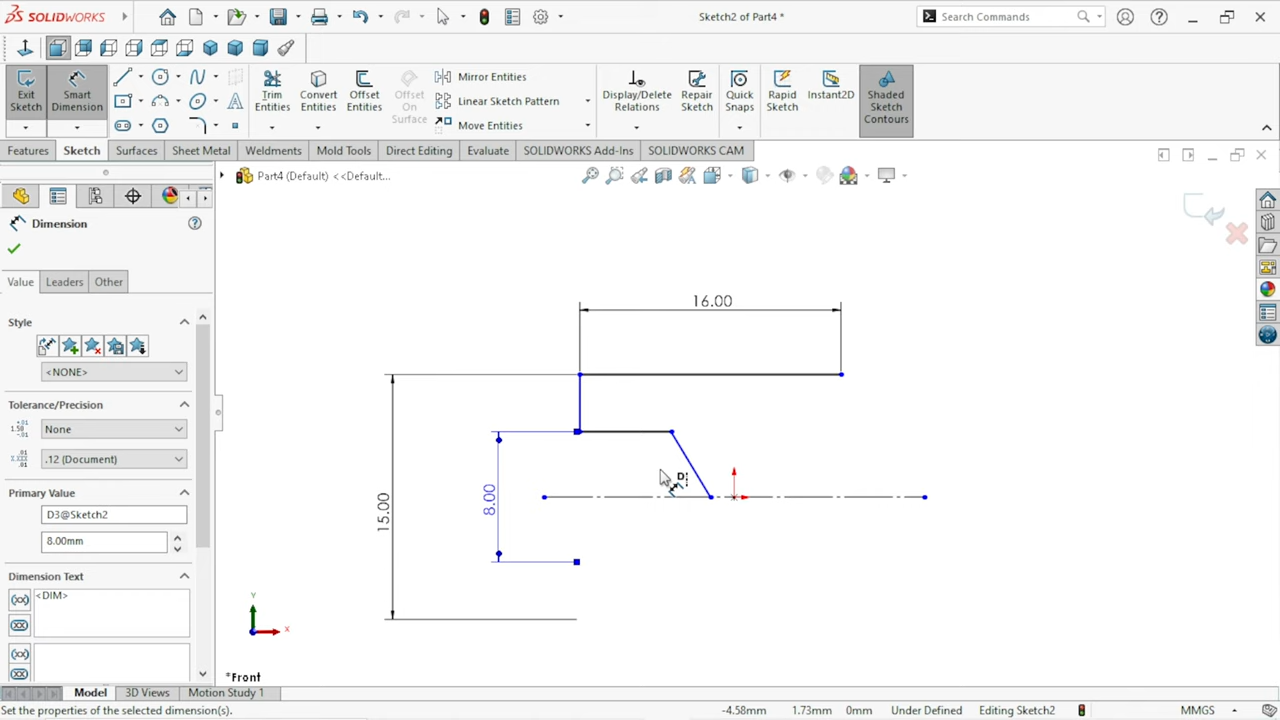 SOLIDWORKS
Sketch2 of Part4 *
Search Commands
Exit Sketch
Smart Dimension
Trim Entities
Convert Entities
Offset Entities
Offset On Surface
Mirror Entities
Linear Sketch Pattern
Move Entities
Display/Delete Relations
Repair Sketch
Quick Snaps
Rapid Sketch
Instant2D
Shaded Sketch Contours
Features Sketch Surfaces Sheet Metal Weldments Mold Tools Direct Editing Evaluate SOLIDWORKS Add-Ins SOLIDWORKS CAM
Part4 (Default) <<Default...
Dimension
Value Leaders Other
Style
<NONE>
Tolerance/Precision
None
.12 (Document)
Primary Value
D3@Sketch2
8.00mm
Dimension Text
<DIM>
16.00
15.00
8.00
Y
X
*Front
Model 3D Views Motion Study 1
Set the properties of the selected dimension(s).
-4.58mm 1.73mm 0mm Under Defined Editing Sketch2 MMGS